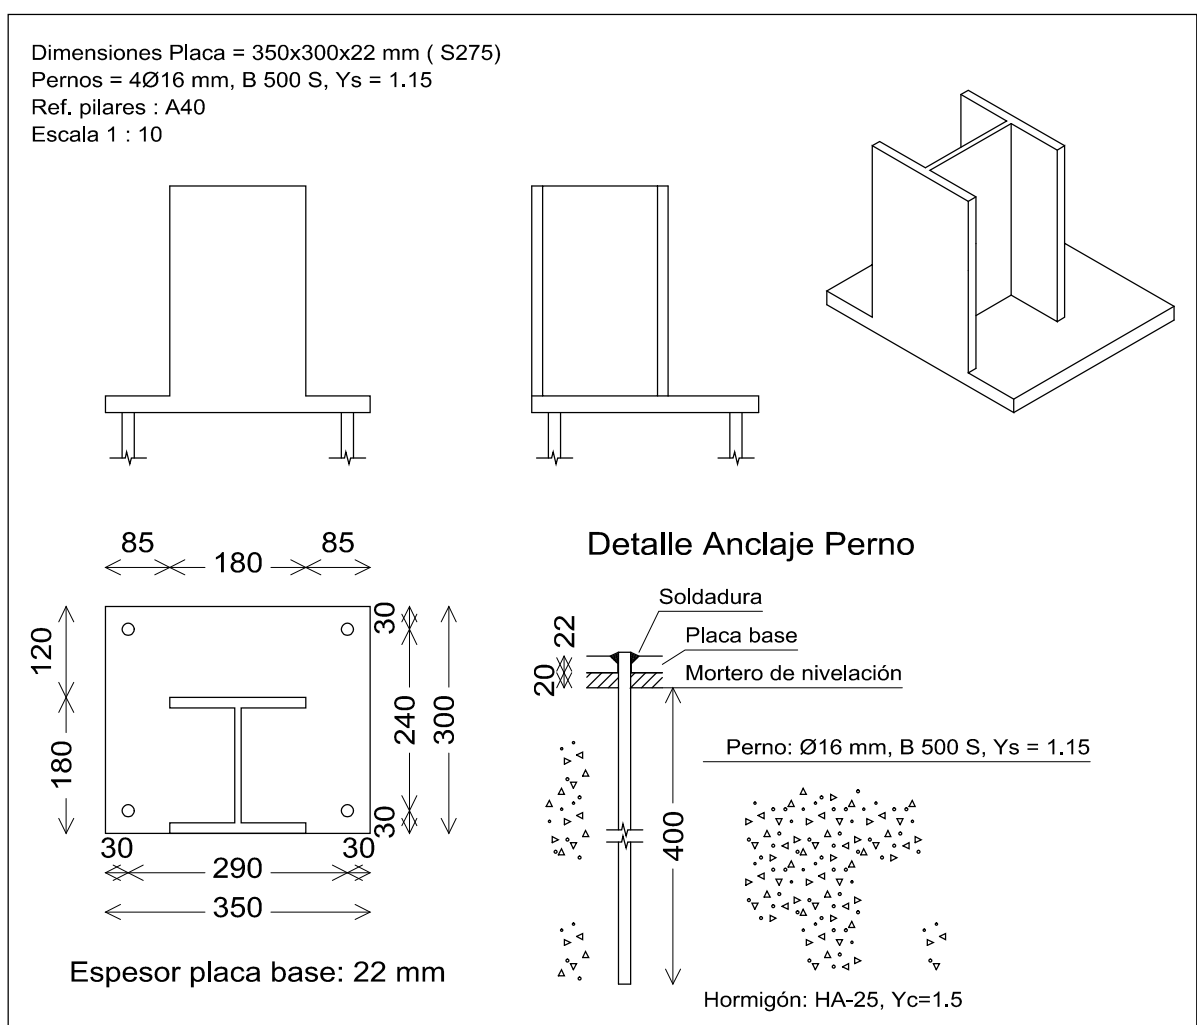 Dimensiones Placa = 350x300x22 mm ( S275)
Pernos = 4Ø16 mm, B 500 S, Ys = 1.15
Ref. pilares : A40
Escala 1 : 10
85
180
85
Detalle Anclaje Perno
120
180
30
240
30
300
30
290
30
350
Espesor placa base: 22 mm
Soldadura
Placa base
Mortero de nivelación
22
20
400
Perno: Ø16 mm, B 500 S, Ys = 1.15
Hormigón: HA-25, Yc=1.5